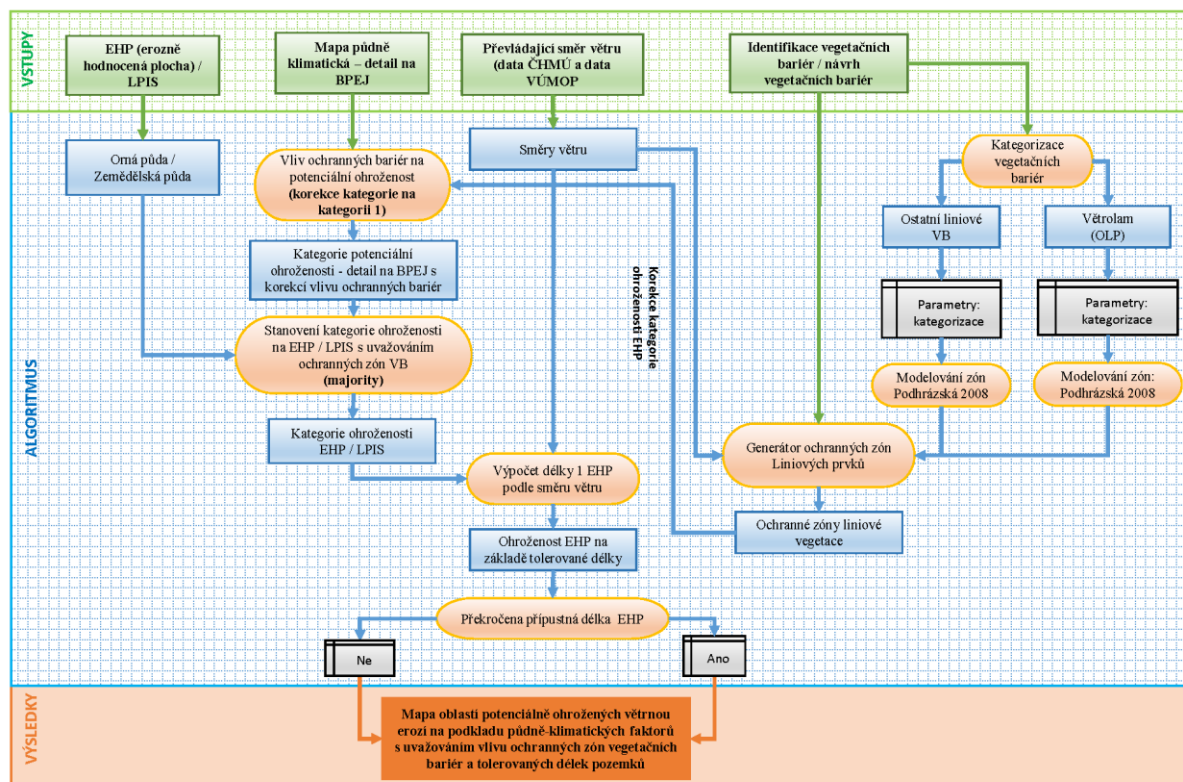 VSTUPY
EHP (erozně
hodnocená plocha) /
LPIS
Mapa půdně
klimatická – detail na
BPEJ
Převládající směr větru
(data ČHMÚ a data
VÚMOP
Identifikace vegetačních
bariér / návrh
vegetačních bariér
ALGORITMUS
Orná půda /
Zemědělská půda
Vliv ochranných bariér na
potenciální ohroženost
(korekce kategorie na
kategorii 1)
Směry větru
Kategorizace
vegetačních
bariér
Ostatní liniové
VB
Větrolam
(OLP)
Kategorie potenciální
ohroženosti - detail na BPEJ s
korekcí vlivu ochranných bariér
Korekce kategorie
ohroženosti EHP
Parametry:
kategorizace
Parametry:
kategorizace
Stanovení kategorie ohroženosti
na EHP / LPIS s uvažováním
ochranných zón VB
(majority)
Modelování zón:
Podhrázská 2008
Modelování zón:
Podhrázská 2008
Kategorie ohroženosti
EHP / LPIS
Generátor ochranných zón
Liniových prvků
Výpočet délky 1 EHP
podle směru větru
Ochranné zóny liniové
vegetace
Ohroženost EHP na
základě tolerované délky
Překročena přípustná délka EHP
Ne
Ano
VÝSLEDKY
Mapa oblastí potenciálně ohrožených větrnou
erozí na podkladu půdně-klimatických faktorů
s uvažováním vlivu ochranných zón vegetačních
bariér a tolerovaných délek pozemků